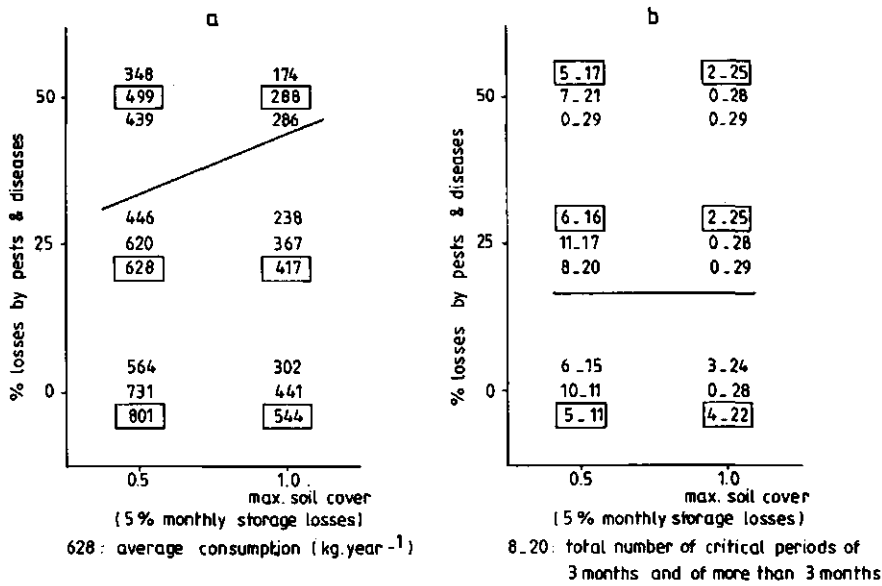 a
348 174
50 499 288
439 286
446 238
25 620 367
628 417
564 302
0 731 441
801 544
% losses by pests & diseases
0.5 1.0
max. soil cover
(5% monthly storage losses)
628: average consumption (kg.year-1)
b
5_17 2_25
50 7_21 0_28
0_29 0_29
6_16 2_25
25 11_17 0_28
8_20 0_29
6_15 3_24
0 10_11 0_28
5_11 4_22
% losses by pests & diseases
0.5 1.0
max. soil cover
(5% monthly storage losses)
8_20: total number of critical periods of
3 months and of more than 3 months